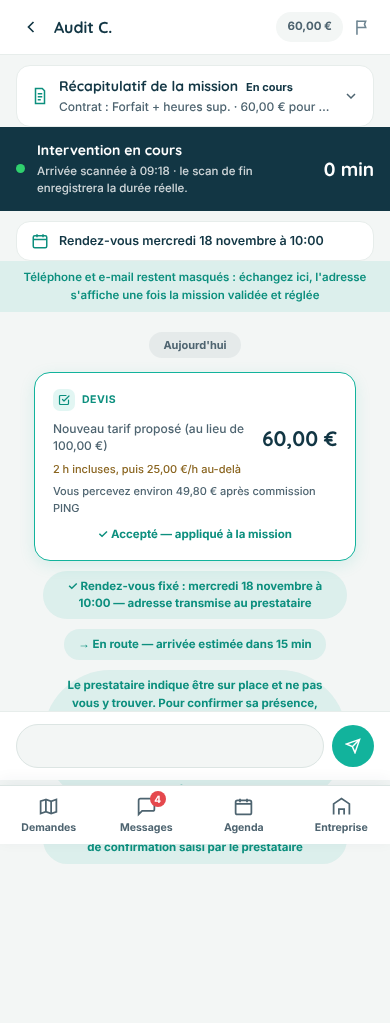 Audit C.
60,00 €
Récapitulatif de la mission En cours
Contrat : Forfait + heures sup. · 60,00 € pour ...
Intervention en cours
Arrivée scannée à 09:18 · le scan de fin
enregistrera la durée réelle.
0 min
Rendez-vous mercredi 18 novembre à 10:00
Téléphone et e-mail restent masqués : échangez ici, l'adresse
s'affiche une fois la mission validée et réglée
Aujourd'hui
DEVIS
Nouveau tarif proposé (au lieu de
100,00 €)
60,00 €
2 h incluses, puis 25,00 €/h au-delà
Vous percevez environ 49,80 € après commission
PING
✓ Accepté — appliqué à la mission
✓ Rendez-vous fixé : mercredi 18 novembre à
10:00 — adresse transmise au prestataire
→ En route — arrivée estimée dans 15 min
Le prestataire indique être sur place et ne pas
vous y trouver. Pour confirmer sa présence,
4
Demandes
Messages
Agenda
Entreprise
de confirmation saisi par le prestataire